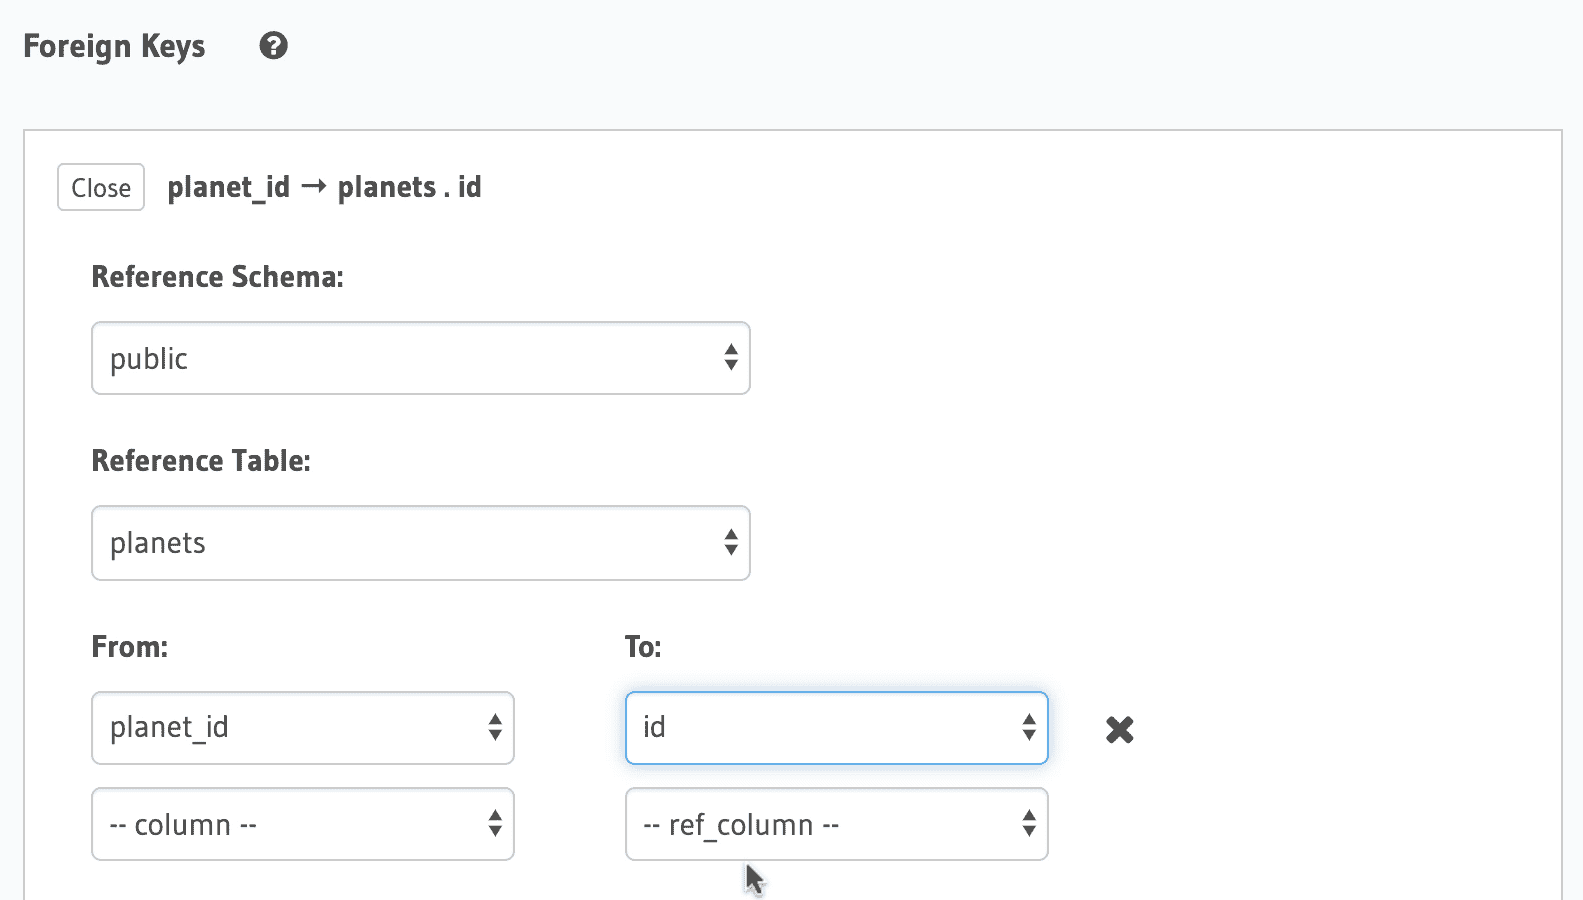 Foreign Keys ?
Close planet_id → planets . id
Reference Schema:
public
Reference Table:
planets
From: To:
planet_id id
-- column -- -- ref_column --